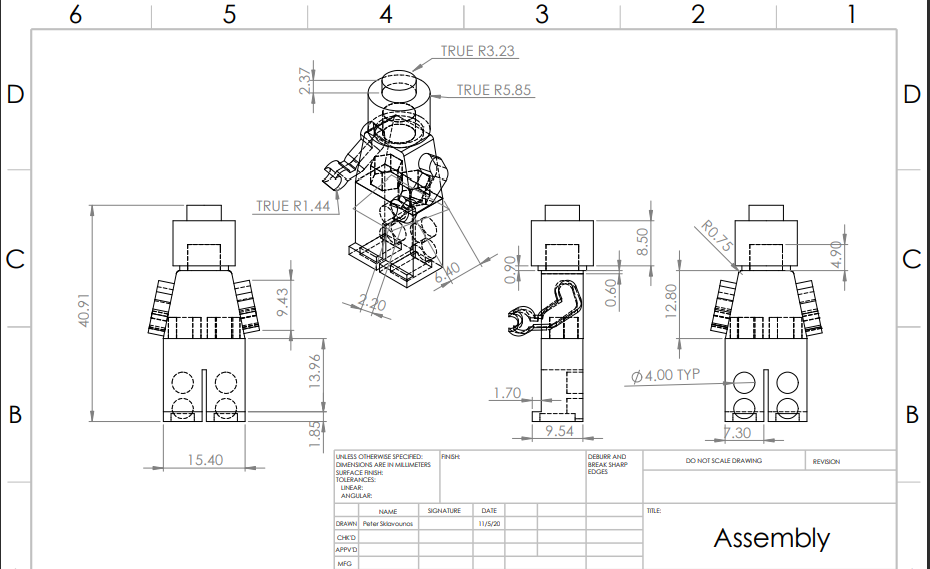 6 5 4 3 2 1
D D
TRUE R3.23
2.37
TRUE R5.85
TRUE R1.44
6.40
2.20
C C
40.91
9.43
13.96
1.85
15.40
0.90
8.50
0.60
1.70
9.54
R0.75
4.90
12.80
Ø4.00 TYP
7.30
B B
UNLESS OTHERWISE SPECIFIED:
DIMENSIONS ARE IN MILLIMETERS
SURFACE FINISH:
TOLERANCES:
LINEAR:
ANGULAR:
FINISH:
DEBURR AND
BREAK SHARP
EDGES
DO NOT SCALE DRAWING
REVISION
NAME SIGNATURE DATE
DRAWN Peter Sklavounos 11/5/20
CHK'D
APPV'D
MFG
TITLE:
Assembly